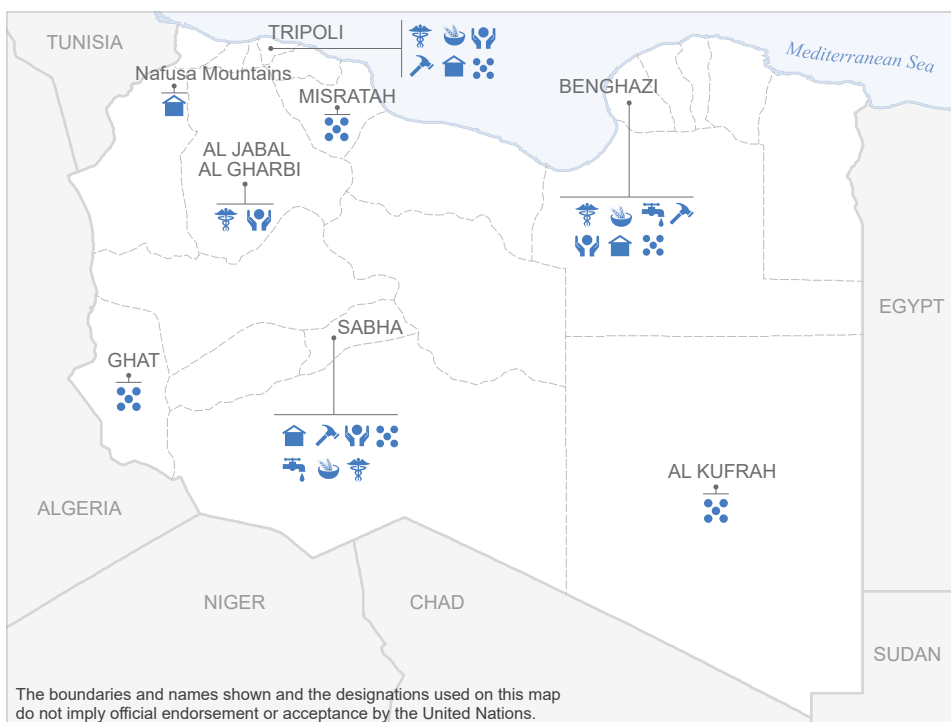 TRIPOLI
TUNISIA
Mediterranean Sea
Nafusa Mountains
BENGHAZI
MISRATAH
AL JABAL
AL GHARBI
EGYPT
SABHA
GHAT
AL KUFRAH
ALGERIA
NIGER
CHAD
SUDAN
The boundaries and names shown and the designations used on this map
do not imply official endorsement or acceptance by the United Nations.